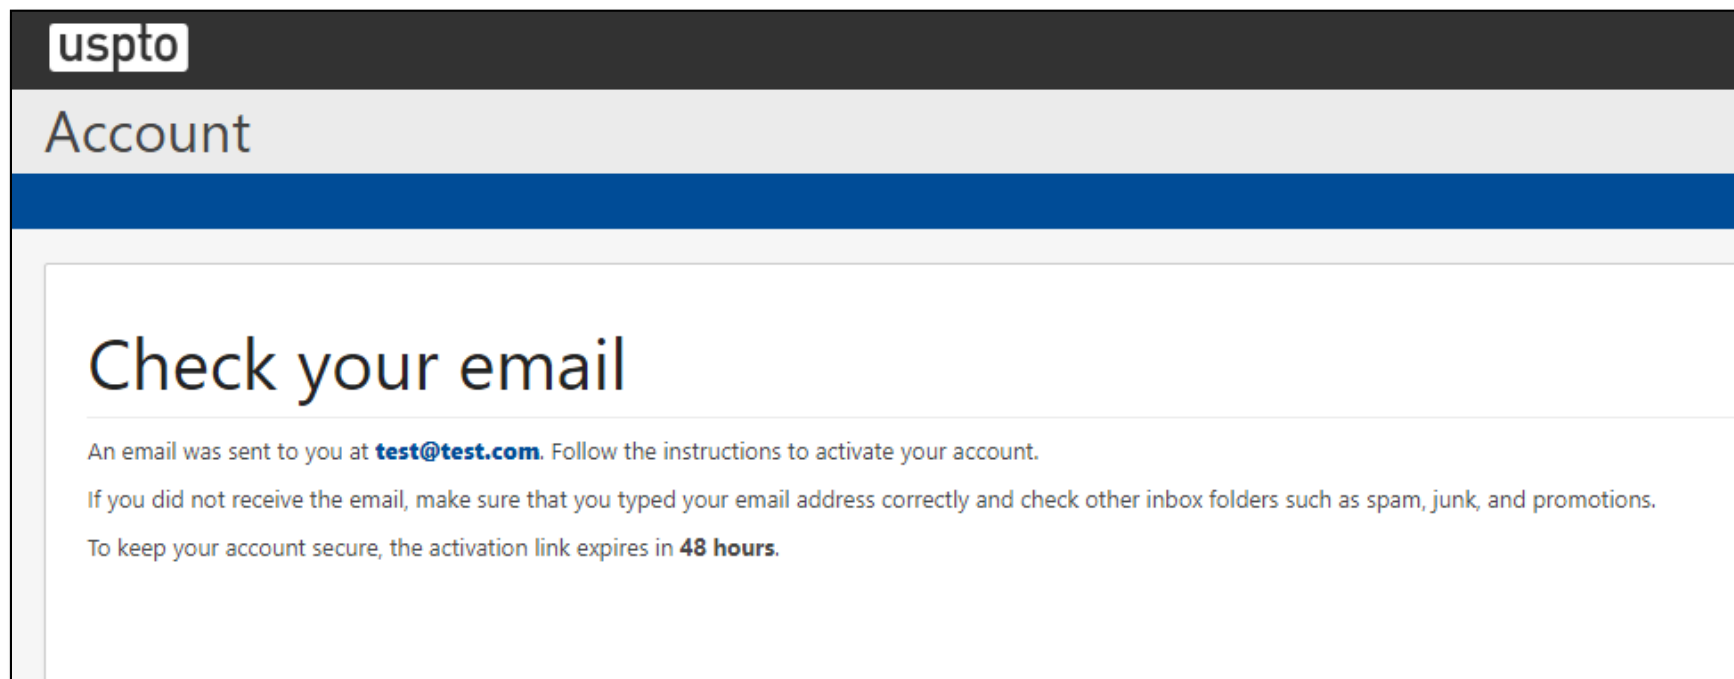 uspto
Account
Check your email
An email was sent to you at test@test.com. Follow the instructions to activate your account.
If you did not receive the email, make sure that you typed your email address correctly and check other inbox folders such as spam, junk, and promotions.
To keep your account secure, the activation link expires in 48 hours.